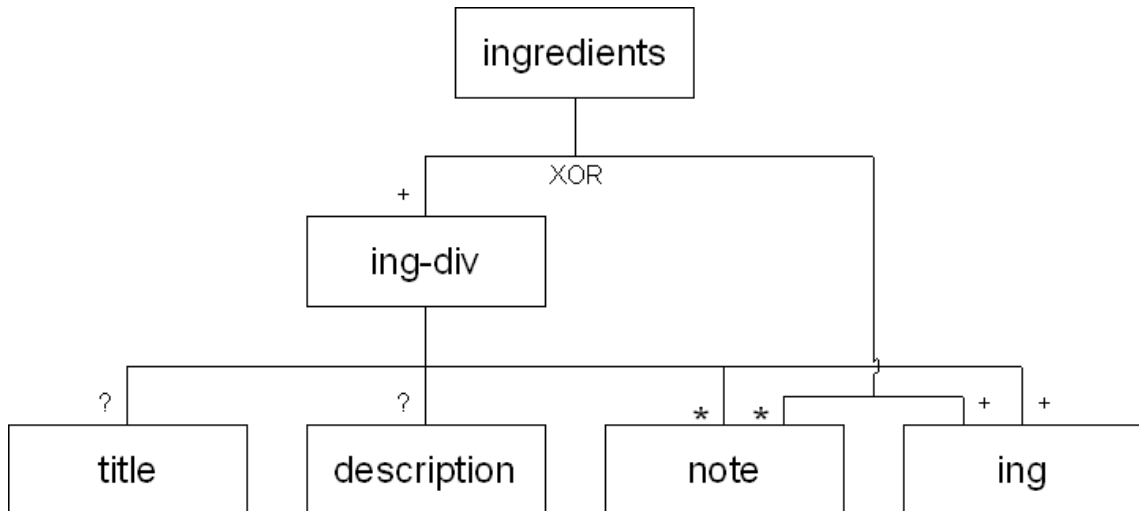 ingredients
XOR
+
ing-div
? ? * * + +
title description note ing